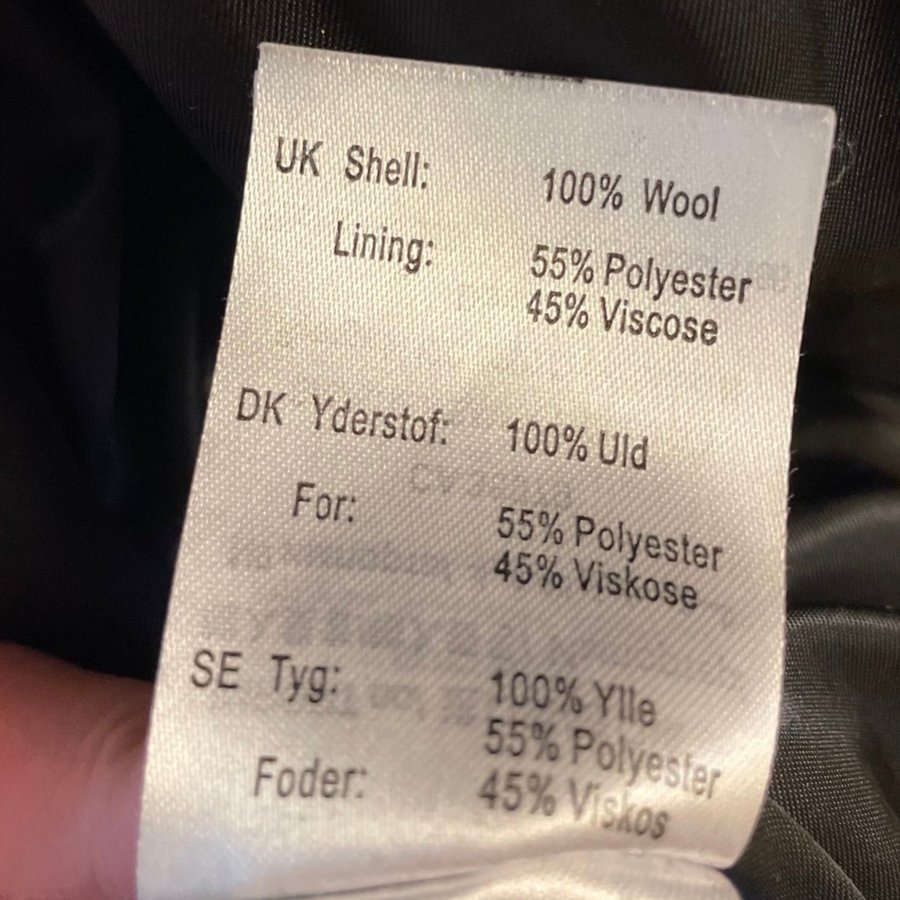 UK Shell: 100% Wool
Lining: 55% Polyester
45% Viscose
DK Yderstof: 100% Uld
For: 55% Polyester
45% Viskose
SE Tyg: 100% Ylle
55% Polyester
Foder: 45% Viskos